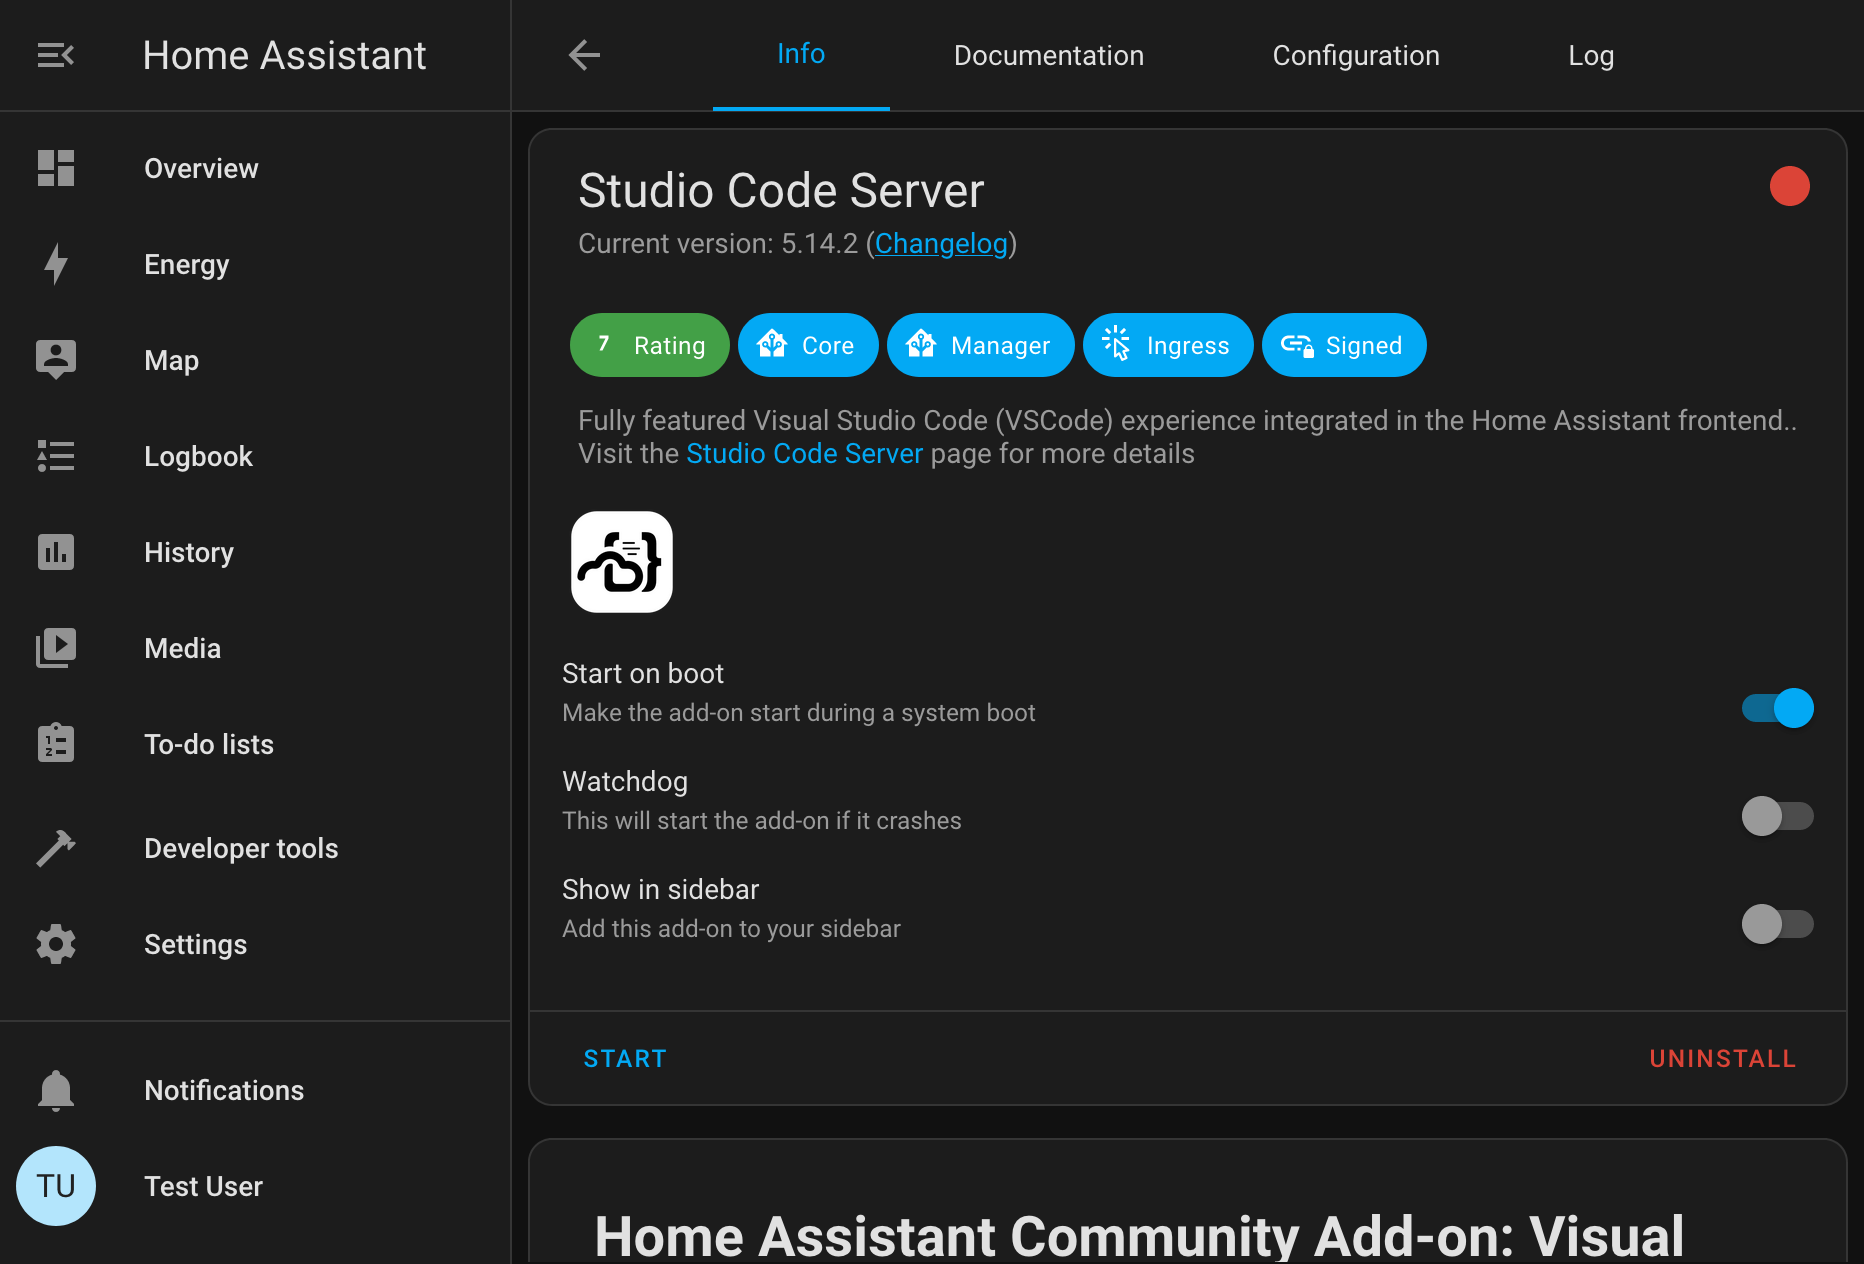 Home Assistant
Info
Documentation
Configuration
Log
Overview
Energy
Map
Logbook
History
Media
To-do lists
Developer tools
Settings
Notifications
TU
Test User
Studio Code Server
Current version: 5.14.2 (Changelog)
7 Rating
Core
Manager
Ingress
Signed
Fully featured Visual Studio Code (VSCode) experience integrated in the Home Assistant frontend..
Visit the Studio Code Server page for more details
Start on boot
Make the add-on start during a system boot
Watchdog
This will start the add-on if it crashes
Show in sidebar
Add this add-on to your sidebar
START
UNINSTALL
Home Assistant Community Add-on: Visual